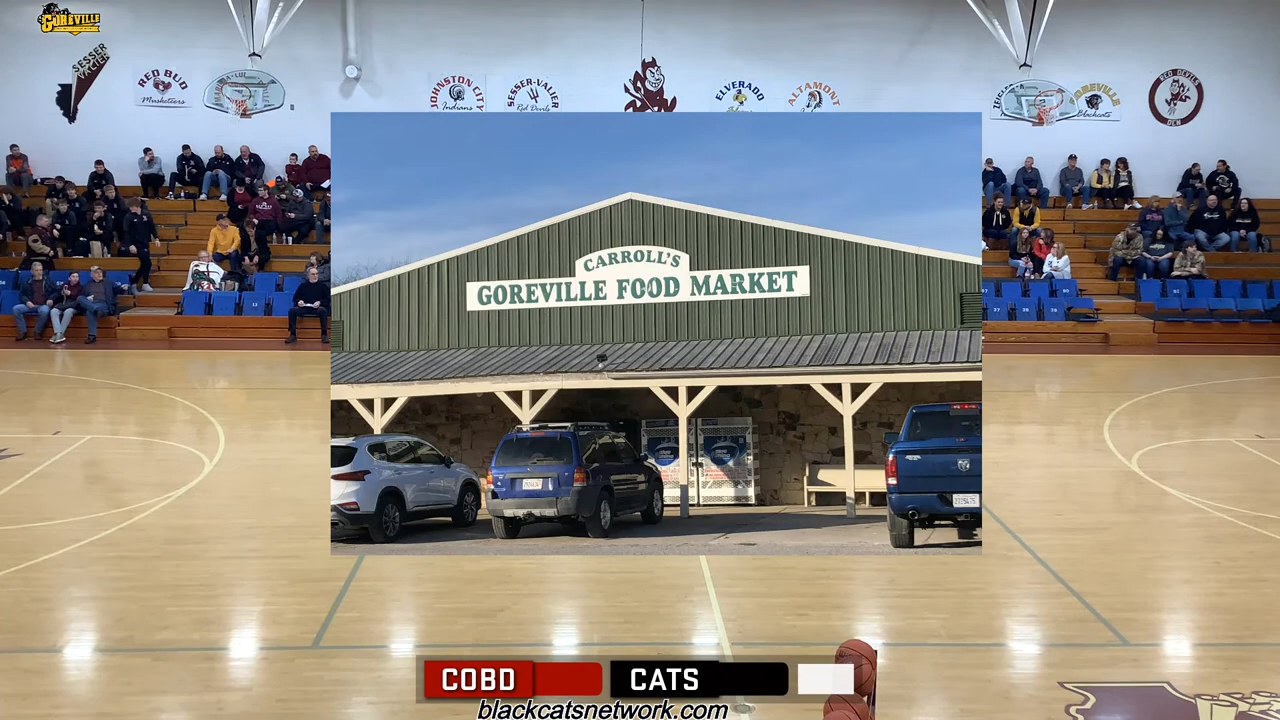 GOREVILLE
SESSER
VALIER
RED BUD
Musketeers
JOHNSTON CITY
Indians
SESSER-VALIER
Red Devils
ELVERADO
ALTAMONT
GOREVILLE
Blackcats
RED DEVILS
DEN
CARROLL'S
GOREVILLE FOOD MARKET
COBD
CATS
blackcatsnetwork.com